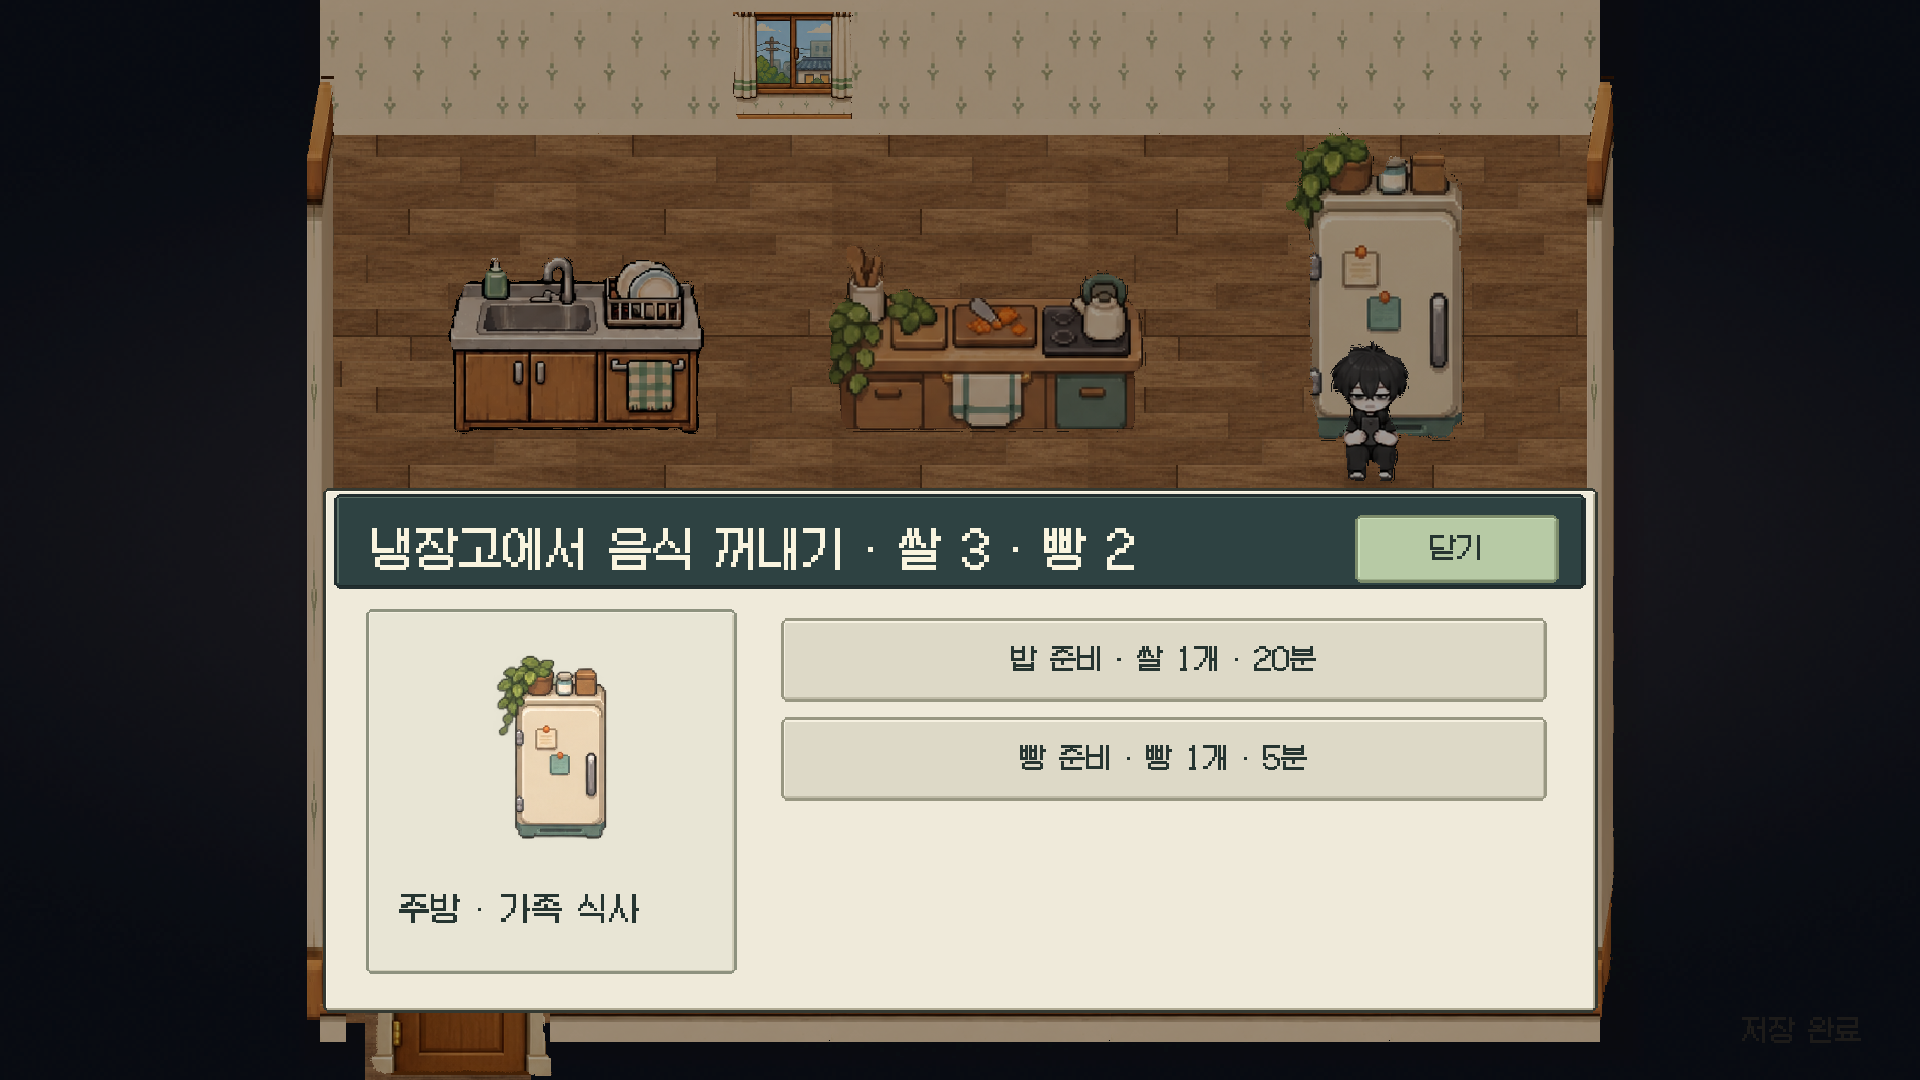 냉장고에서 음식 꺼내기 · 쌀 3 · 빵 2
닫기
밥 준비 · 쌀 1개 · 20분
빵 준비 · 빵 1개 · 5분
주방 · 가족 식사
저장 완료